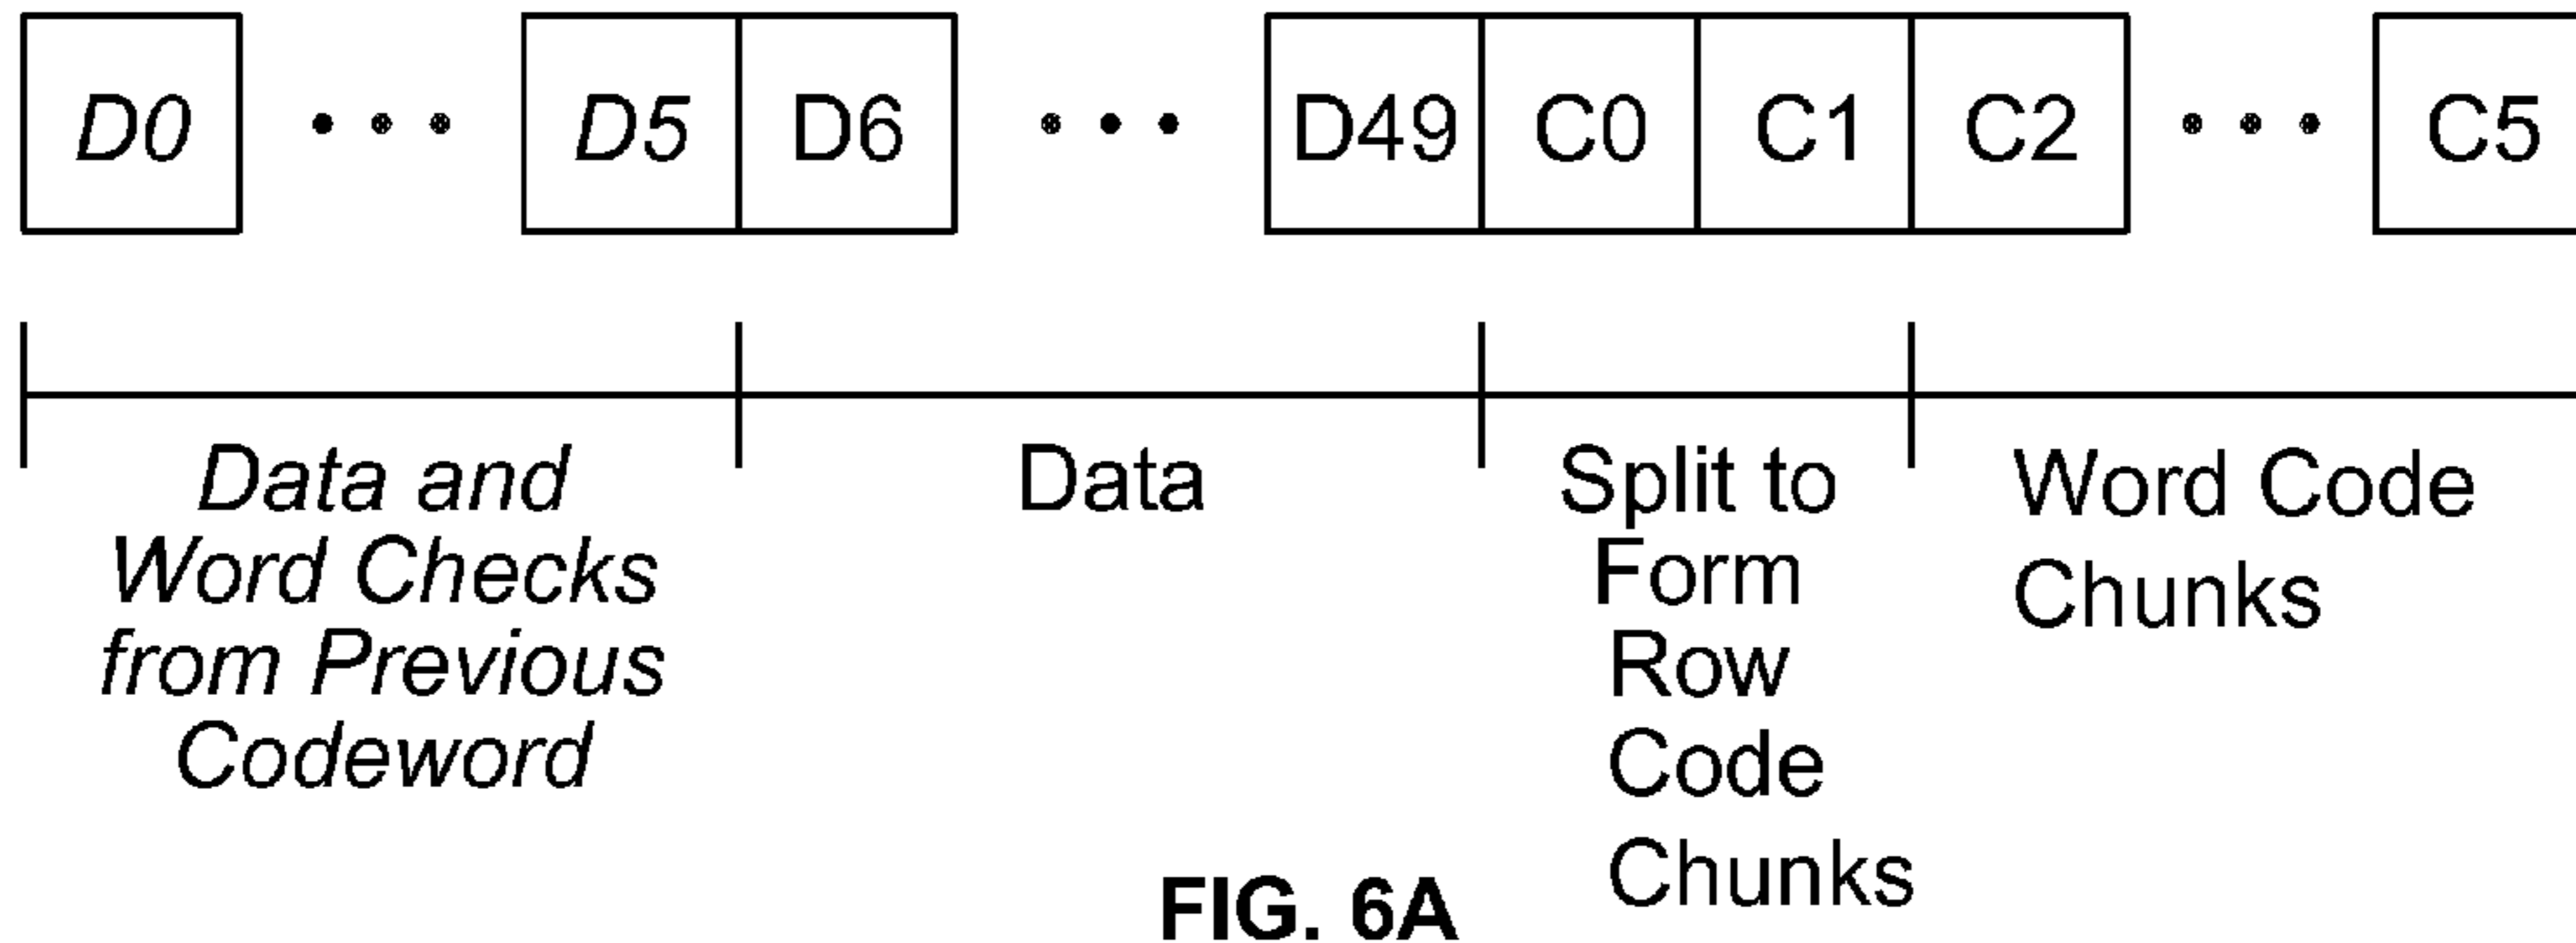 D0 • • • D5 D6 • • • D49 C0 C1 C2 • • • C5
Data and
Word Checks
from Previous
Codeword
Data
Split to
Form
Row
Code
Chunks
Word Code
Chunks
FIG. 6A